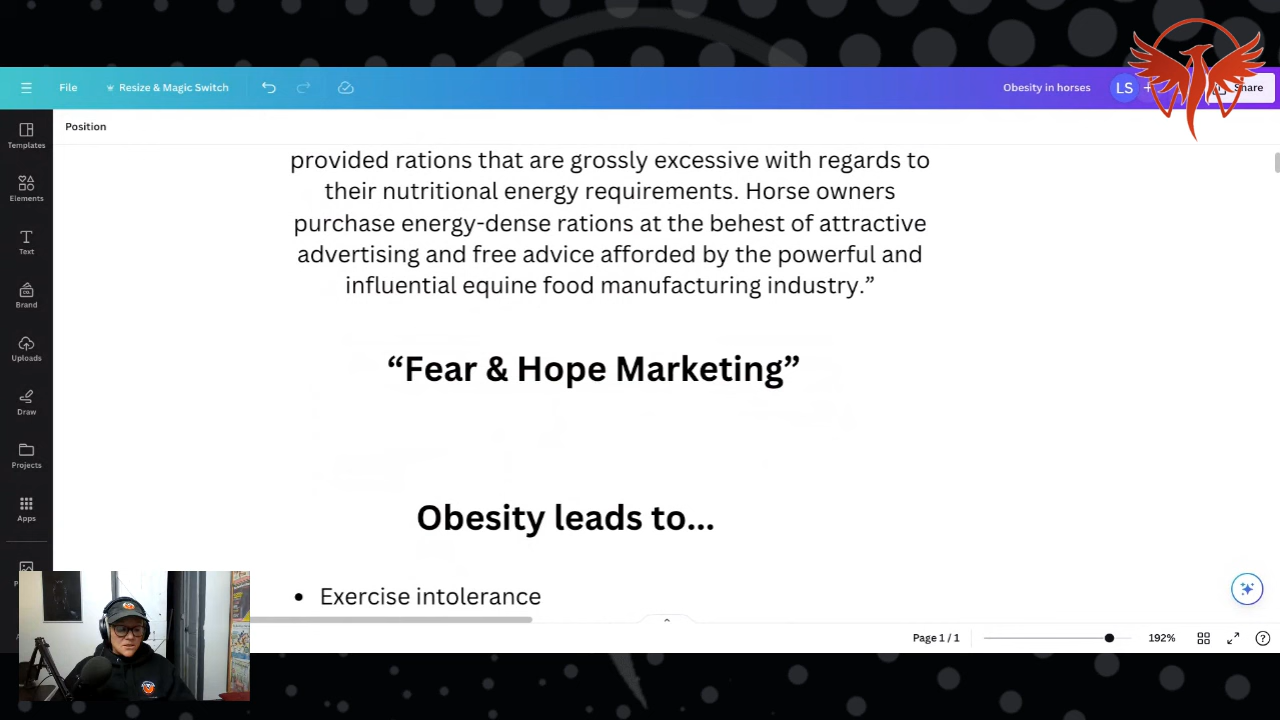 File
Resize & Magic Switch
Obesity in horses
LS
+
Share
Templates
Position
Elements
Text
Brand
Uploads
Draw
Projects
Apps
provided rations that are grossly excessive with regards to
their nutritional energy requirements. Horse owners
purchase energy-dense rations at the behest of attractive
advertising and free advice afforded by the powerful and
influential equine food manufacturing industry.”
“Fear & Hope Marketing”
Obesity leads to...
• Exercise intolerance
Page 1 / 1
192%